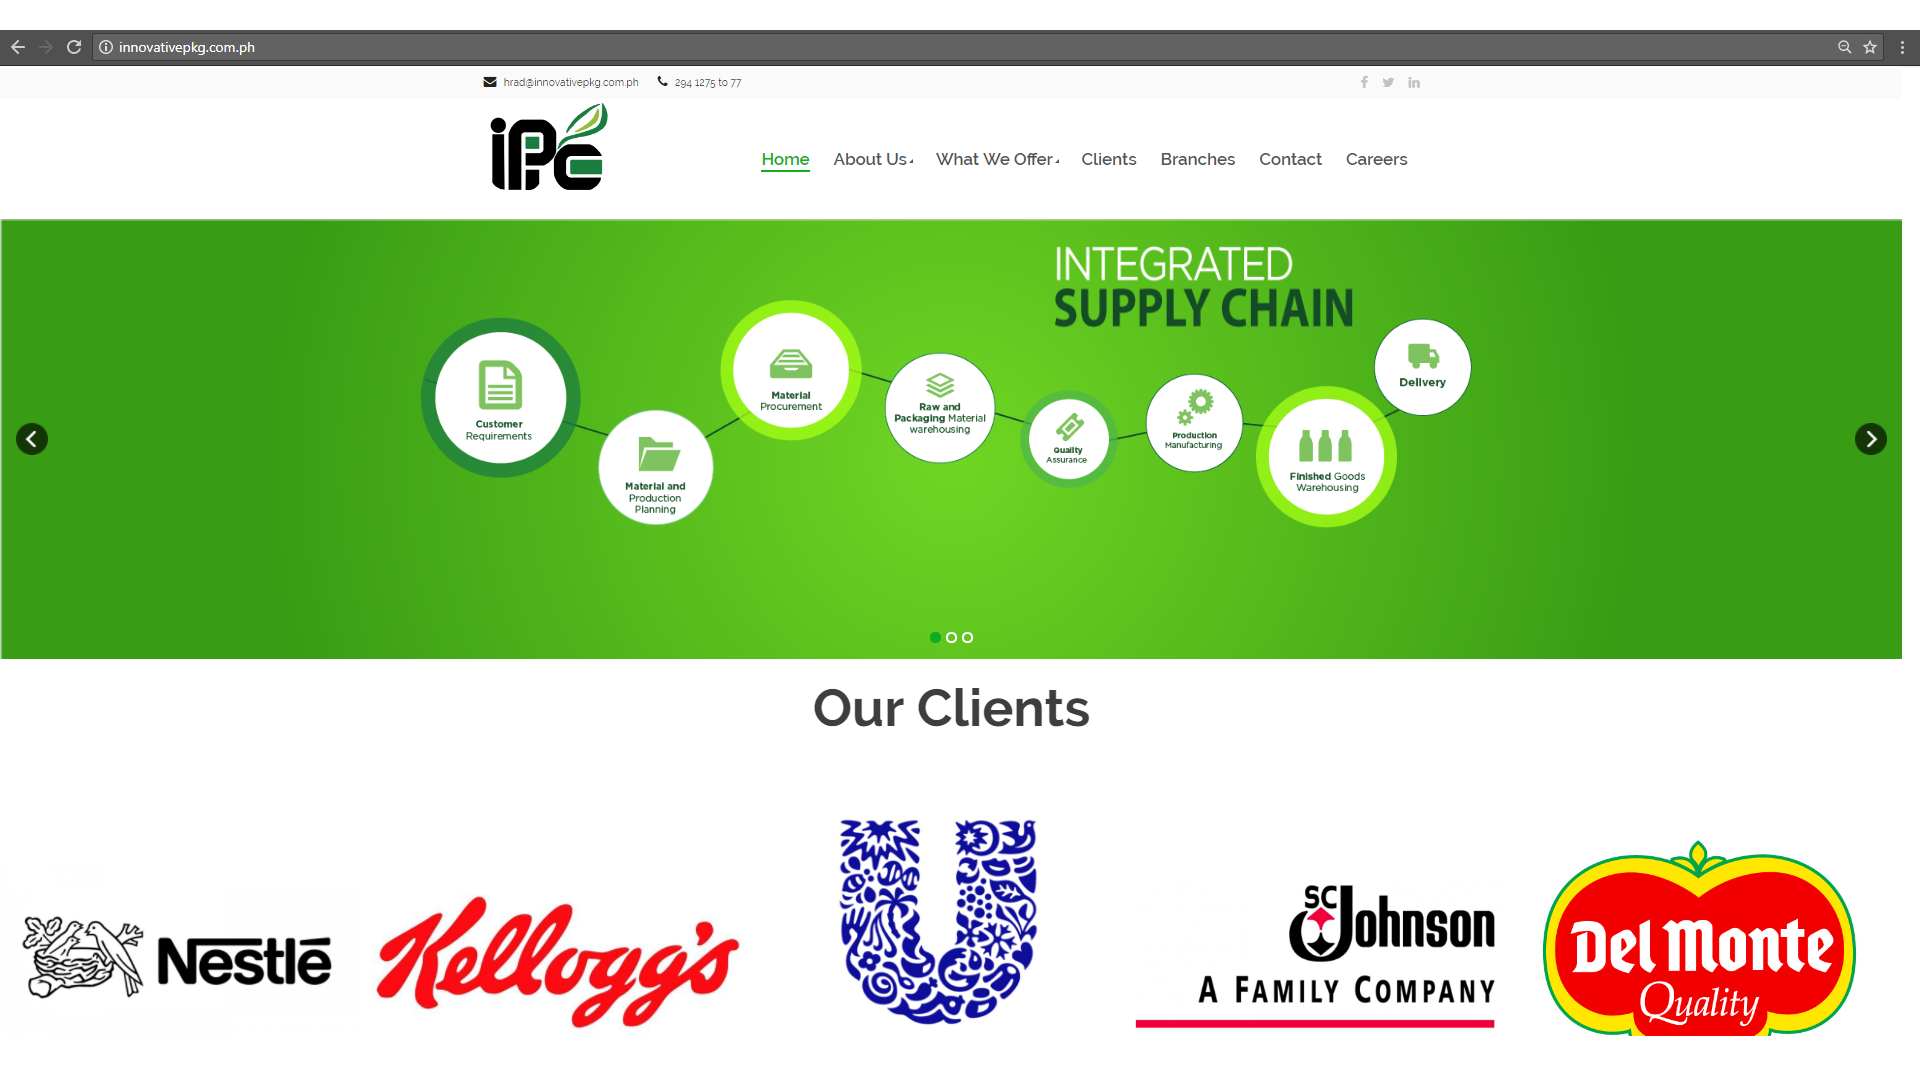 innovativepkg.com.ph
hrad@innovativepkg.com.ph 294 1275 to 77
iPC
Home About Us What We Offer Clients Branches Contact Careers
INTEGRATED
SUPPLY CHAIN
Customer
Requirements
Material and
Production
Planning
Material
Procurement
Raw and
Packaging Material
warehousing
Quality
Assurance
Production
Manufacturing
Finished Goods
Warehousing
Delivery
Our Clients
Nestlé
Kellogg's
U
SC Johnson
A FAMILY COMPANY
Del Monte
Quality